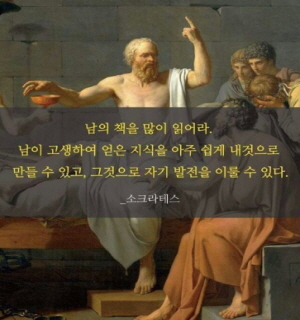 남의 책을 많이 읽어라.
남이 고생하여 얻은 지식을 아주 쉽게 내것으로
만들 수 있고, 그것으로 자기 발전을 이룰 수 있다.
_소크라테스